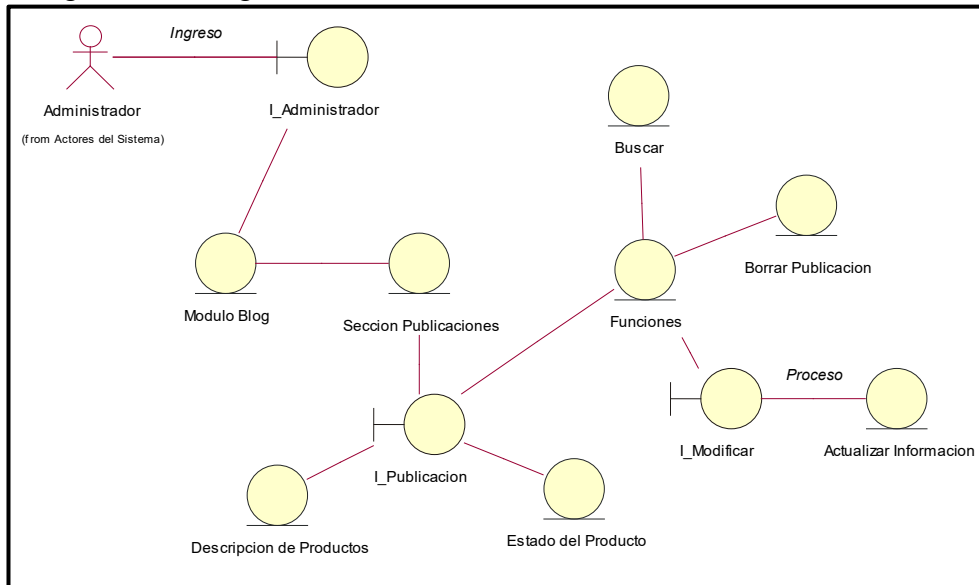 Ingreso
Administrador
(from Actores del Sistema)
I_Administrador
Buscar
Borrar Publicacion
Modulo Blog
Seccion Publicaciones
Funciones
Proceso
I_Modificar
Actualizar Informacion
I_Publicacion
Descripcion de Productos
Estado del Producto